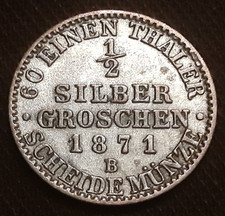 60 EINEN THALER
1/2
SILBER
GROSCHEN
1871
B
SCHEIDE MÜNZE